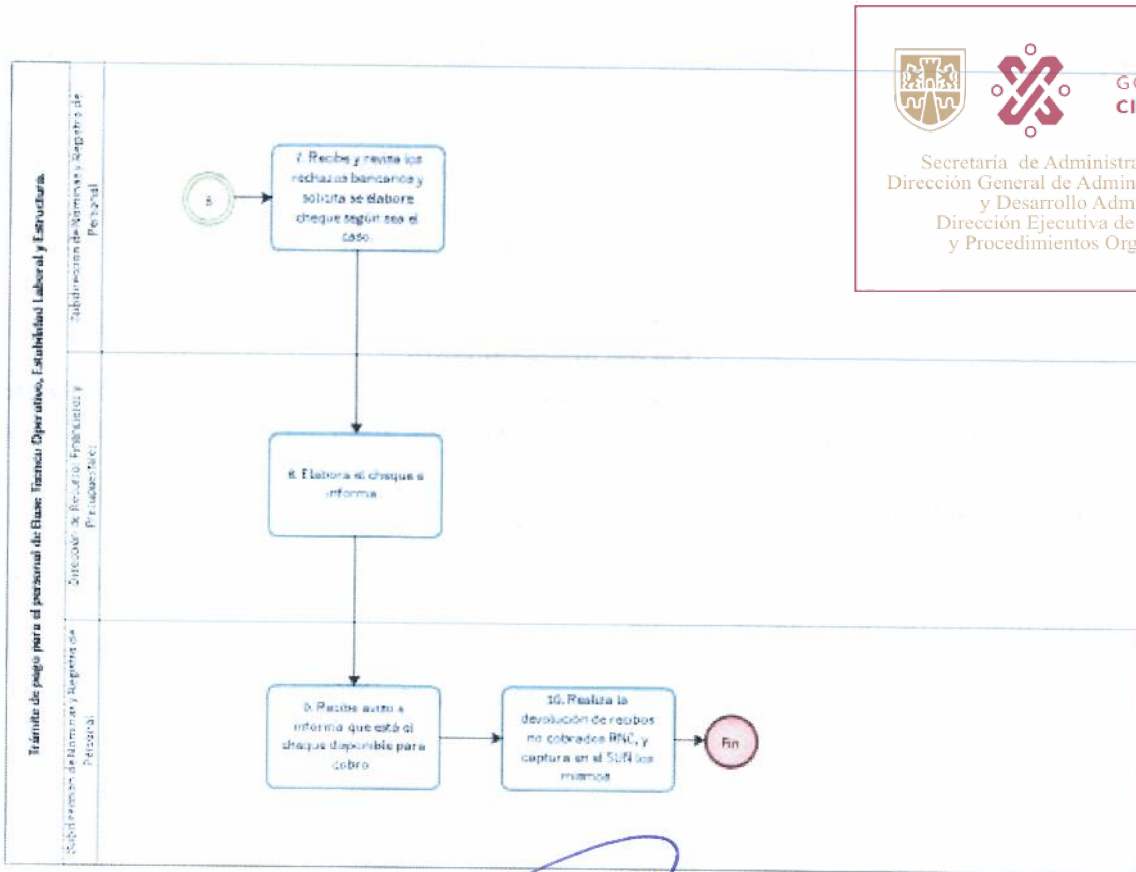 Trámite de pago para el personal de Base Técnico Operativo, Estabilidad Laboral y Estructura.
Subdirección de Nóminas y Registro de
Personal
7. Recibe y revisa los
rechazos bancarios y
solicita se elabore
cheque según sea el
caso.
GO
CI
Secretaría de Administra
Dirección General de Admin
y Desarrollo Adm
Dirección Ejecutiva de
y Procedimientos Org
Dirección de Recursos Financieros y
Presupuestales
8. Elabora el cheque e
informa
Subdirección de Nóminas y Registro de
Personal
9. Recibe aviso e
informa que está el
cheque disponible para
cobro
10. Realiza la
devolución de recibos
no cobrados RNC, y
captura en el SUN los
mismos
Fin